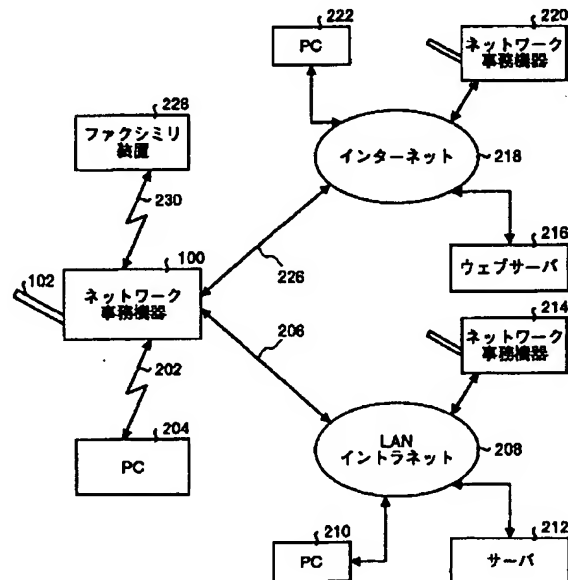 222
PC
220
ネットワーク
事務機器
228
ファクシミリ
装置
インターネット
218
230
216
ウェブサーバ
102
100
ネットワーク
事務機器
226
214
ネットワーク
事務機器
206
202
204
PC
LAN
イントラネット
208
210
PC
212
サーバ